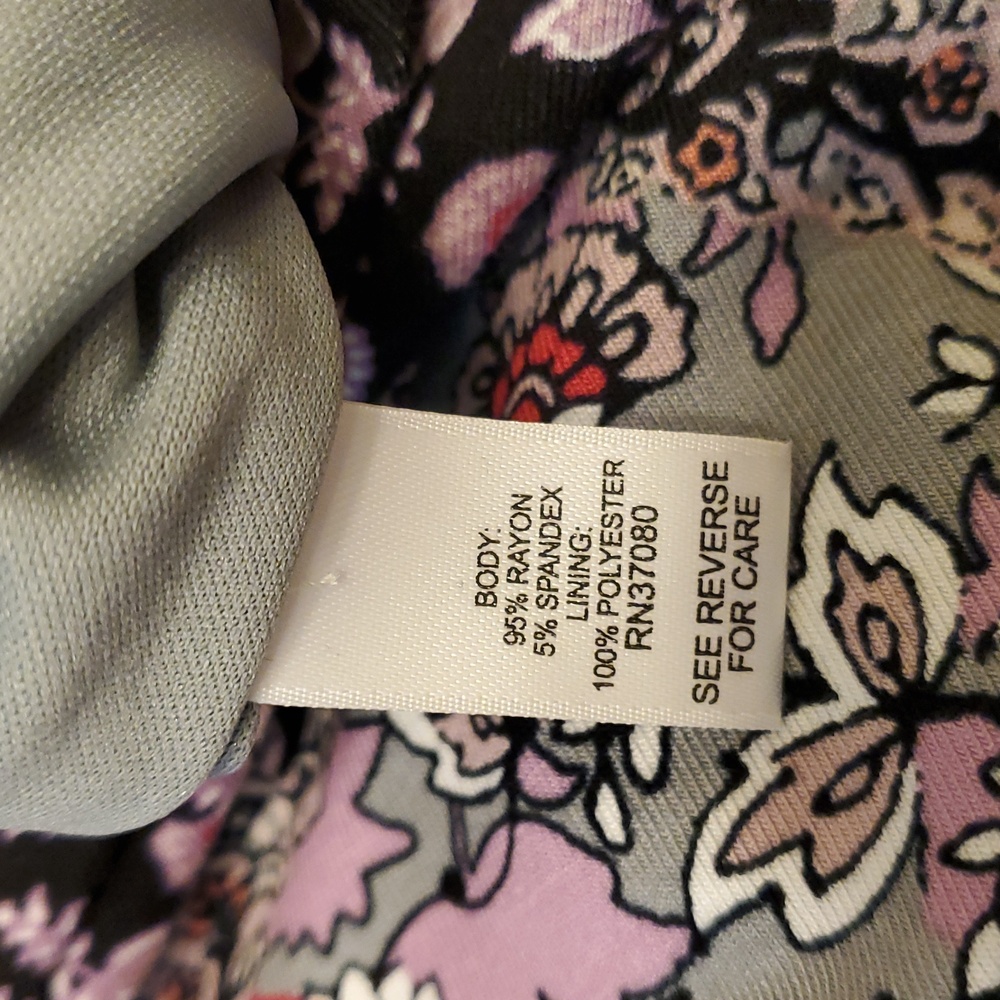 BODY:
95% RAYON
5% SPANDEX
LINING:
100% POLYESTER
RN37080
SEE REVERSE
FOR CARE